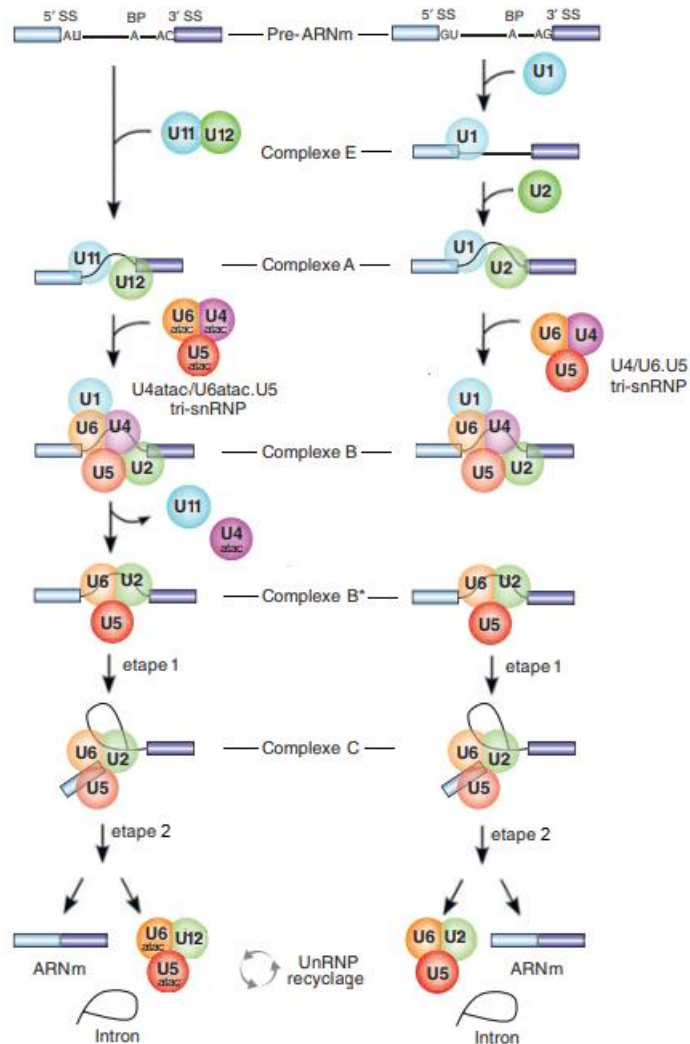 5' SS BP 3' SS
AU A AC
Pre-ARNm
5' SS BP 3' SS
GU A AG
U11 U12
U1
Complexe E
U1
U2
U11 U12
Complexe A
U1 U2
U6 atac U4 atac U5 atac
U4atac/U6atac.U5
tri-snRNP
U6 U4 U5
U4/U6.U5
tri-snRNP
U1
U6 U4
U5 U2
Complexe B
U1
U6 U4
U5 U2
U11
U4
atac
U6 U2
U5
Complexe B*
U6 U2
U5
etape 1
etape 1
U6 U2
U5
Complexe C
U6 U2
U5
etape 2
etape 2
ARNm
U6 atac U12
U5 atac
UnRNP
recyclage
U6 U2
U5
ARNm
Intron
Intron